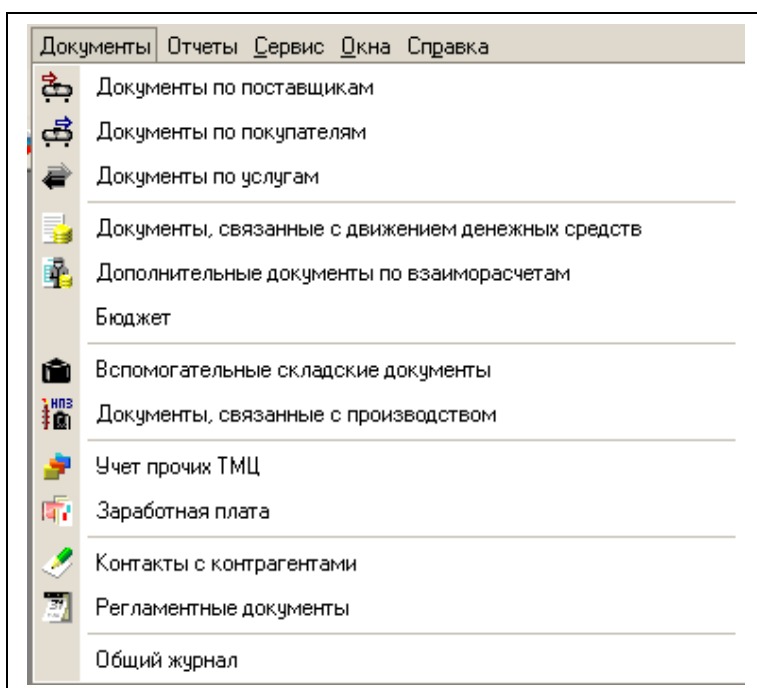 Документы Отчеты Сервис Окна Справка
Документы по поставщикам
Документы по покупателям
Документы по услугам
Документы, связанные с движением денежных средств
Дополнительные документы по взаиморасчетам
Бюджет
Вспомогательные складские документы
НПЗ
Документы, связанные с производством
Учет прочих ТМЦ
Заработная плата
Контакты с контрагентами
Регламентные документы
Общий журнал